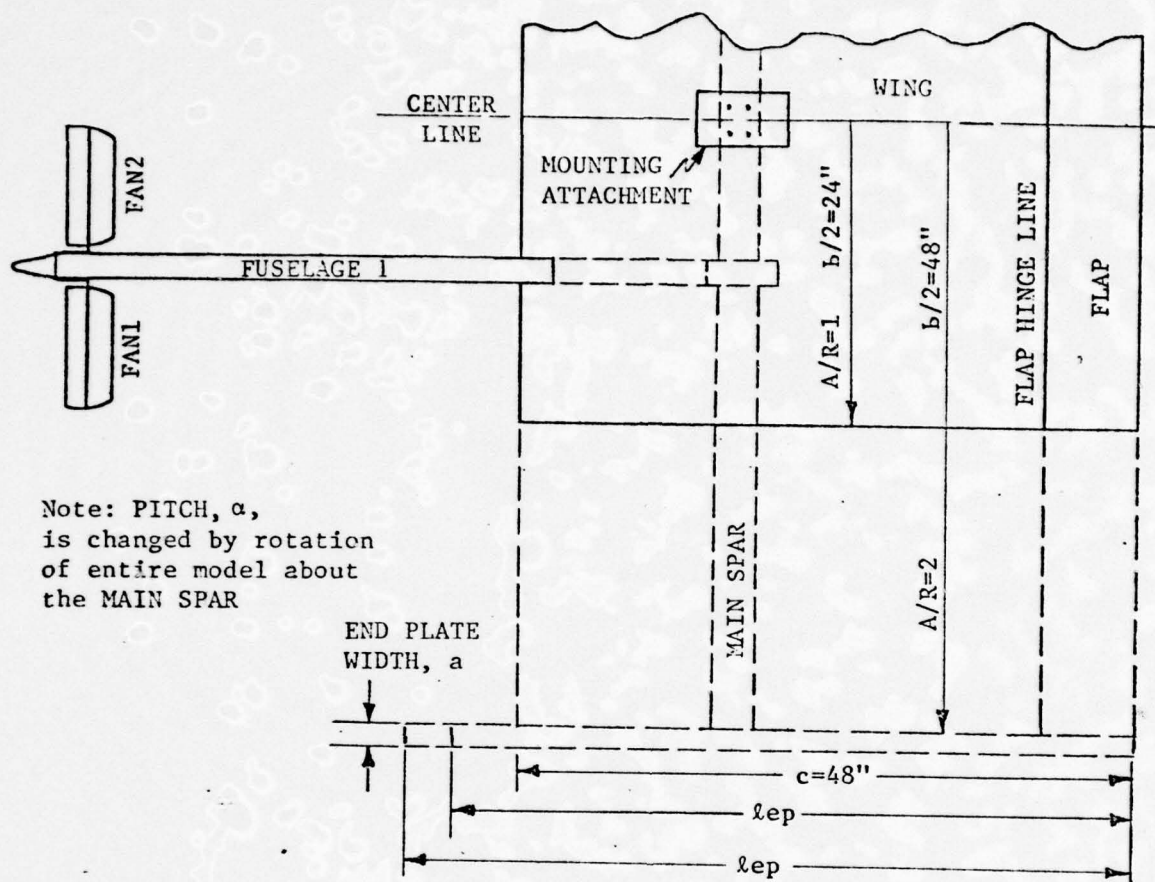 WING
CENTER
LINE
MOUNTING
ATTACHMENT
FAN2
FUSELAGE 1
FAN1
A/R=1 b/2=24"
A/R=2 b/2=48"
FLAP HINGE LINE
FLAP
MAIN SPAR
Note: PITCH, α,
is changed by rotation
of entire model about
the MAIN SPAR
END PLATE
WIDTH, a
c=48"
ℓep
ℓep